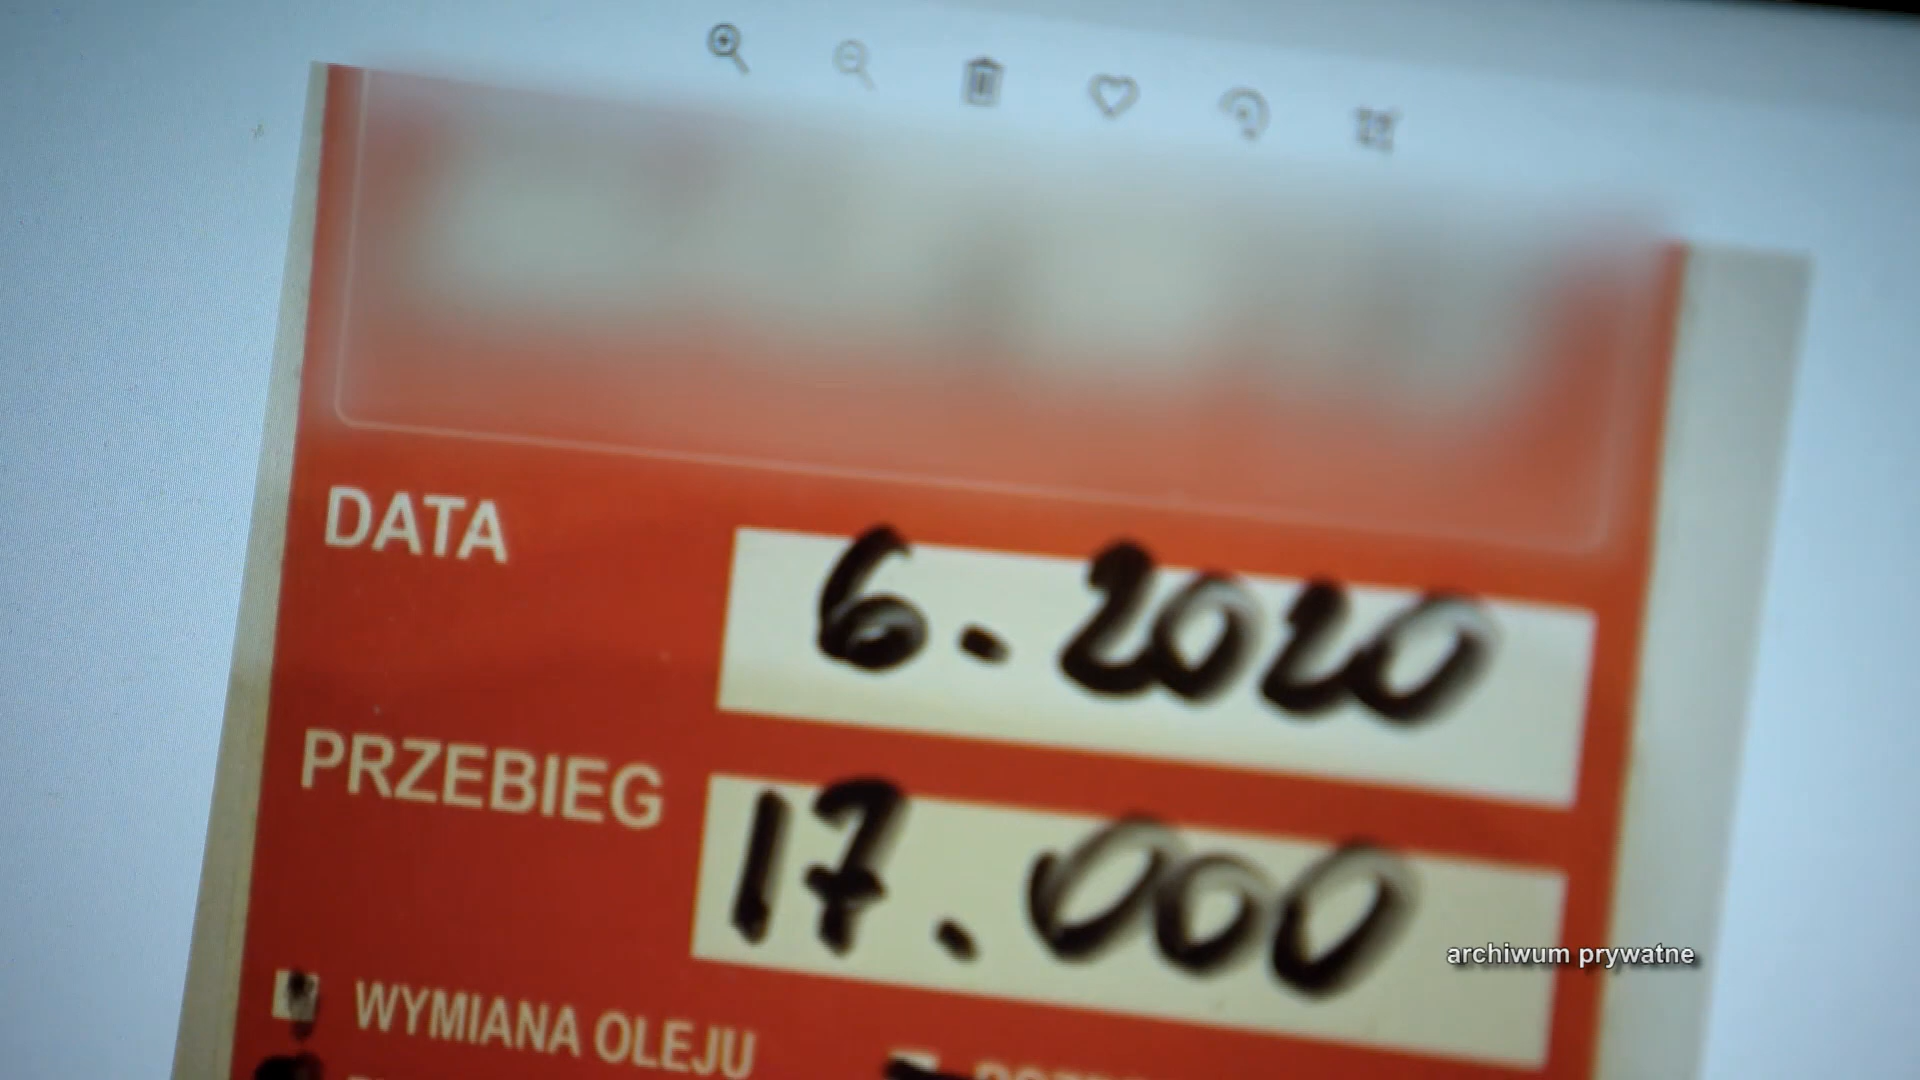 DATA 6.2020
PRZEBIEG 17.000
WYMIANA OLEJU
archiwum prywatne